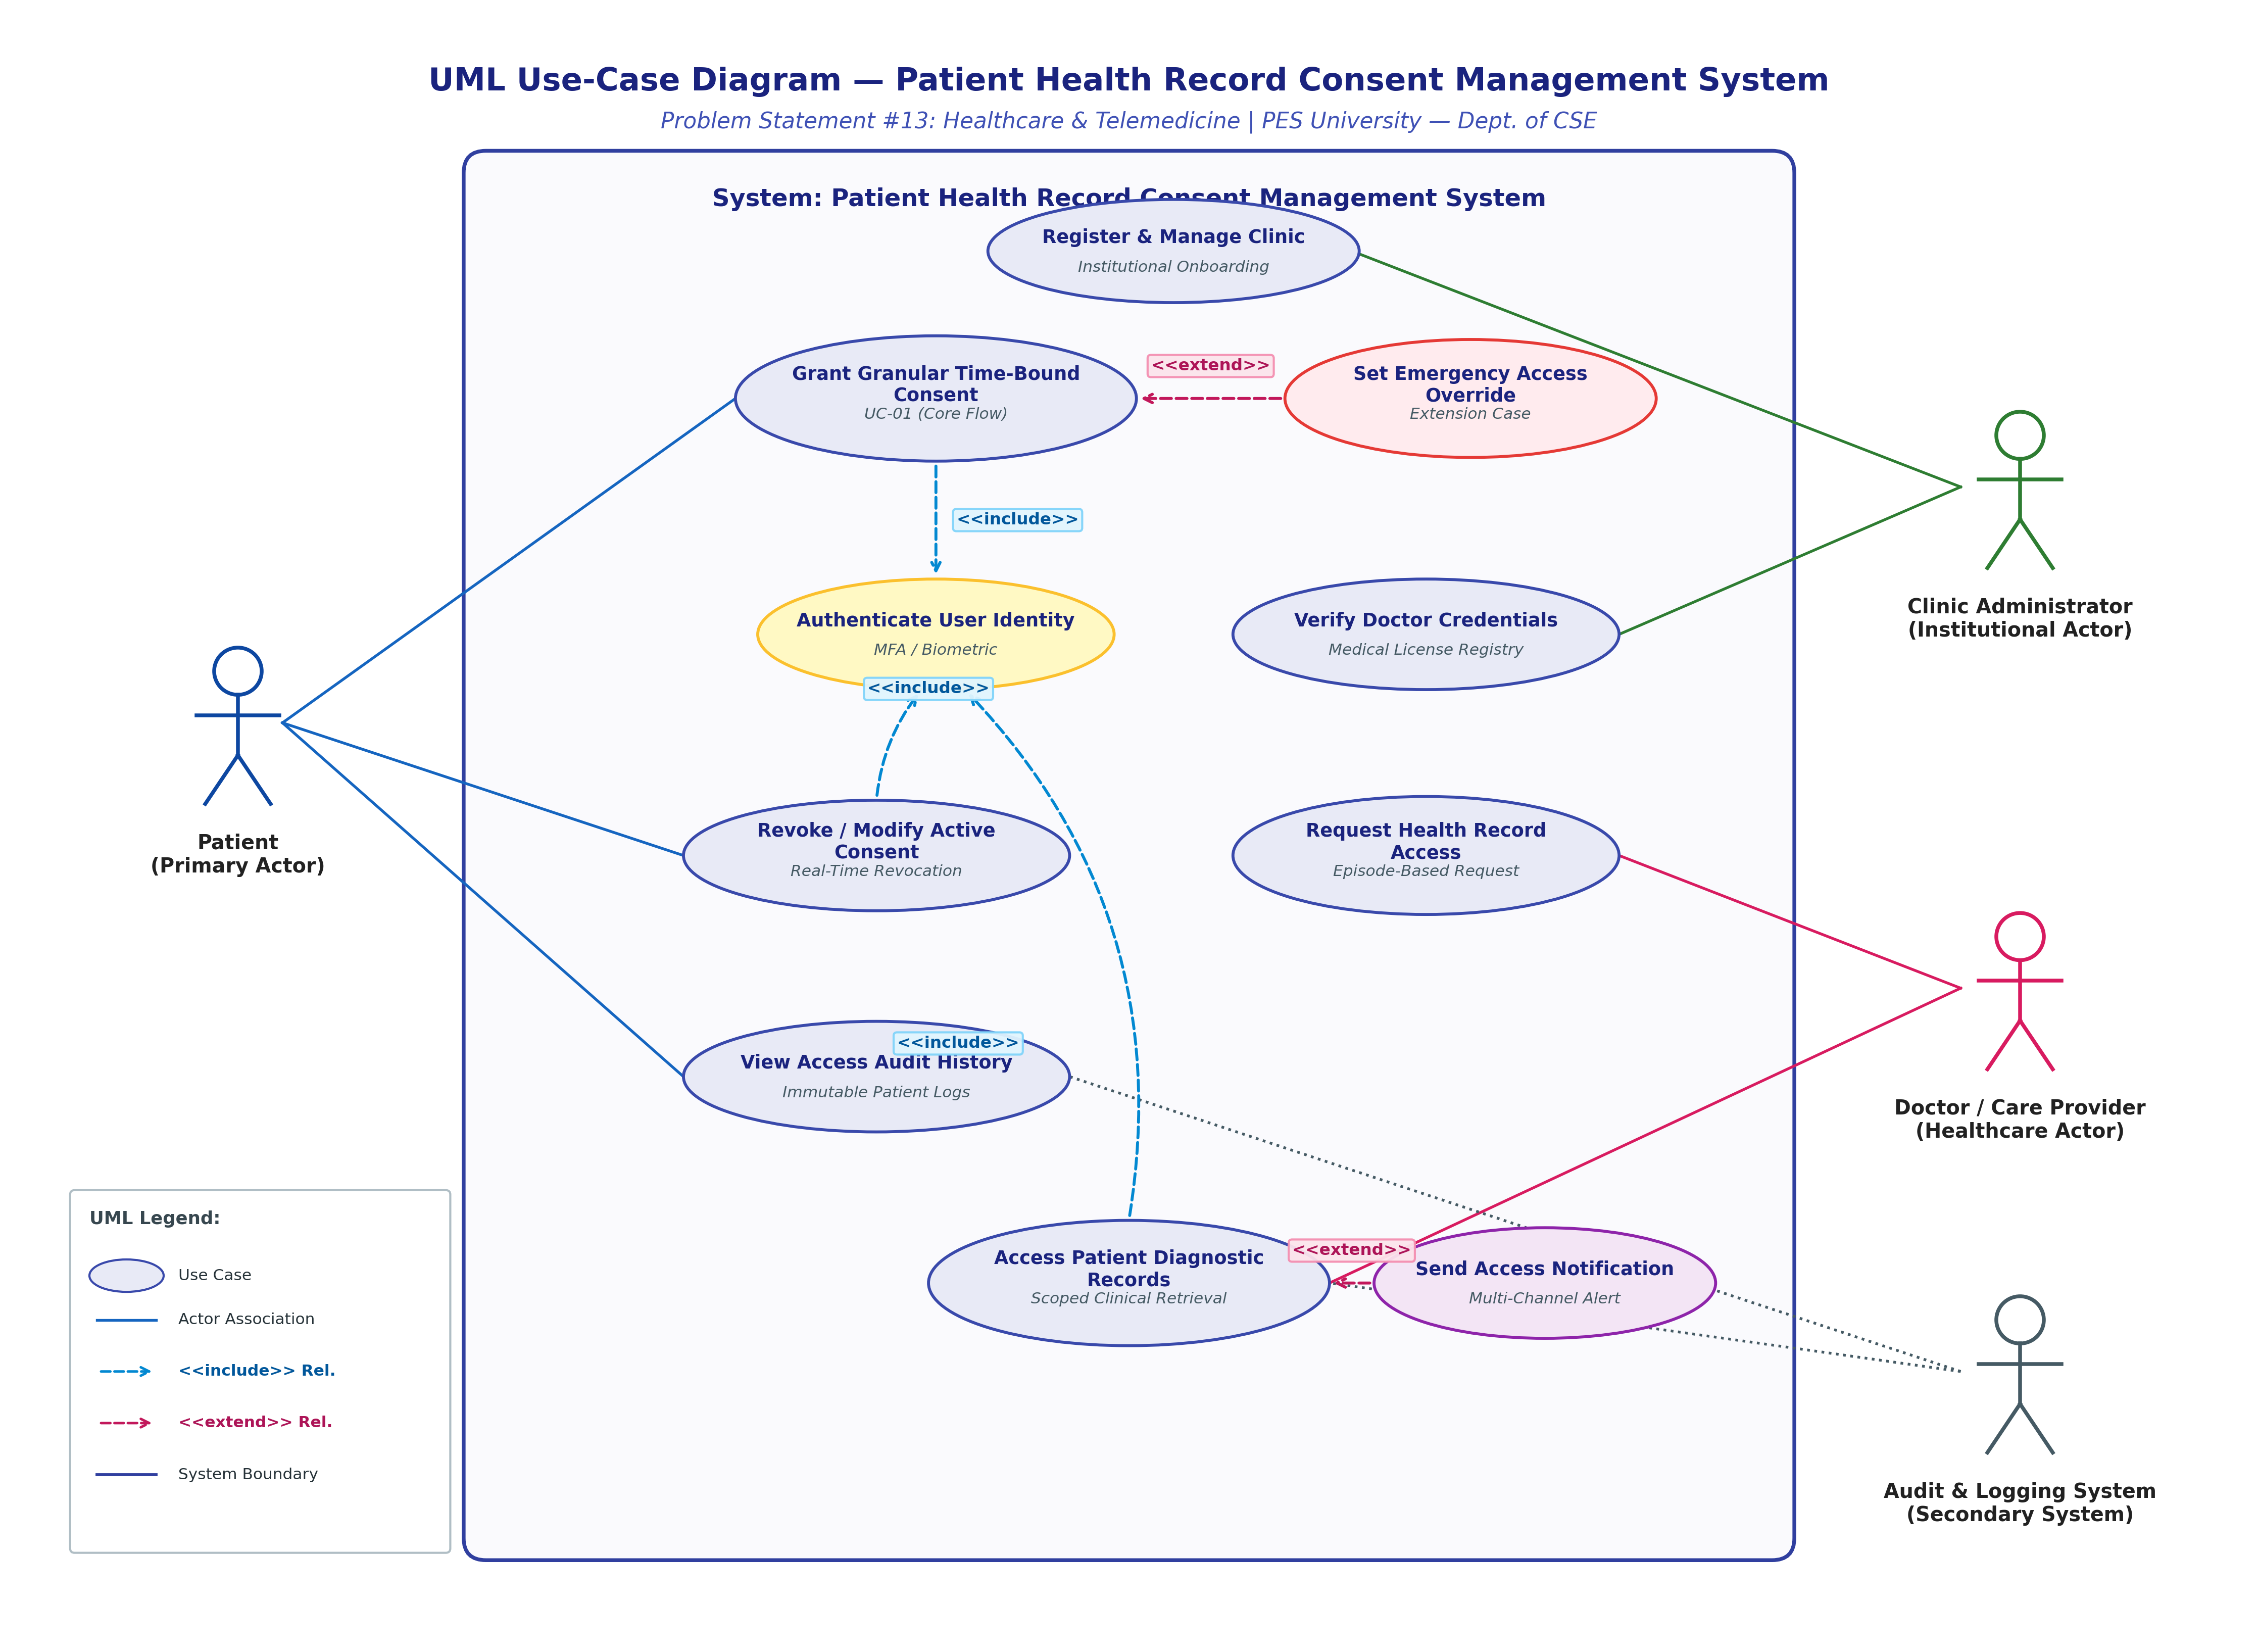 UML Use-Case Diagram — Patient Health Record Consent Management System
Problem Statement #13: Healthcare & Telemedicine | PES University — Dept. of CSE
System: Patient Health Record Consent Management System
Register & Manage Clinic
Institutional Onboarding
Grant Granular Time-Bound
Consent
UC-01 (Core Flow)
<<extend>>
Set Emergency Access
Override
Extension Case
<<include>>
Authenticate User Identity
MFA / Biometric
<<include>>
Verify Doctor Credentials
Medical License Registry
Clinic Administrator
(Institutional Actor)
Patient
(Primary Actor)
Revoke / Modify Active
Consent
Real-Time Revocation
Request Health Record
Access
Episode-Based Request
<<include>>
View Access Audit History
Immutable Patient Logs
Doctor / Care Provider
(Healthcare Actor)
Access Patient Diagnostic
Records
Scoped Clinical Retrieval
<<extend>>
Send Access Notification
Multi-Channel Alert
Audit & Logging System
(Secondary System)
UML Legend:
Use Case
Actor Association
<<include>> Rel.
<<extend>> Rel.
System Boundary